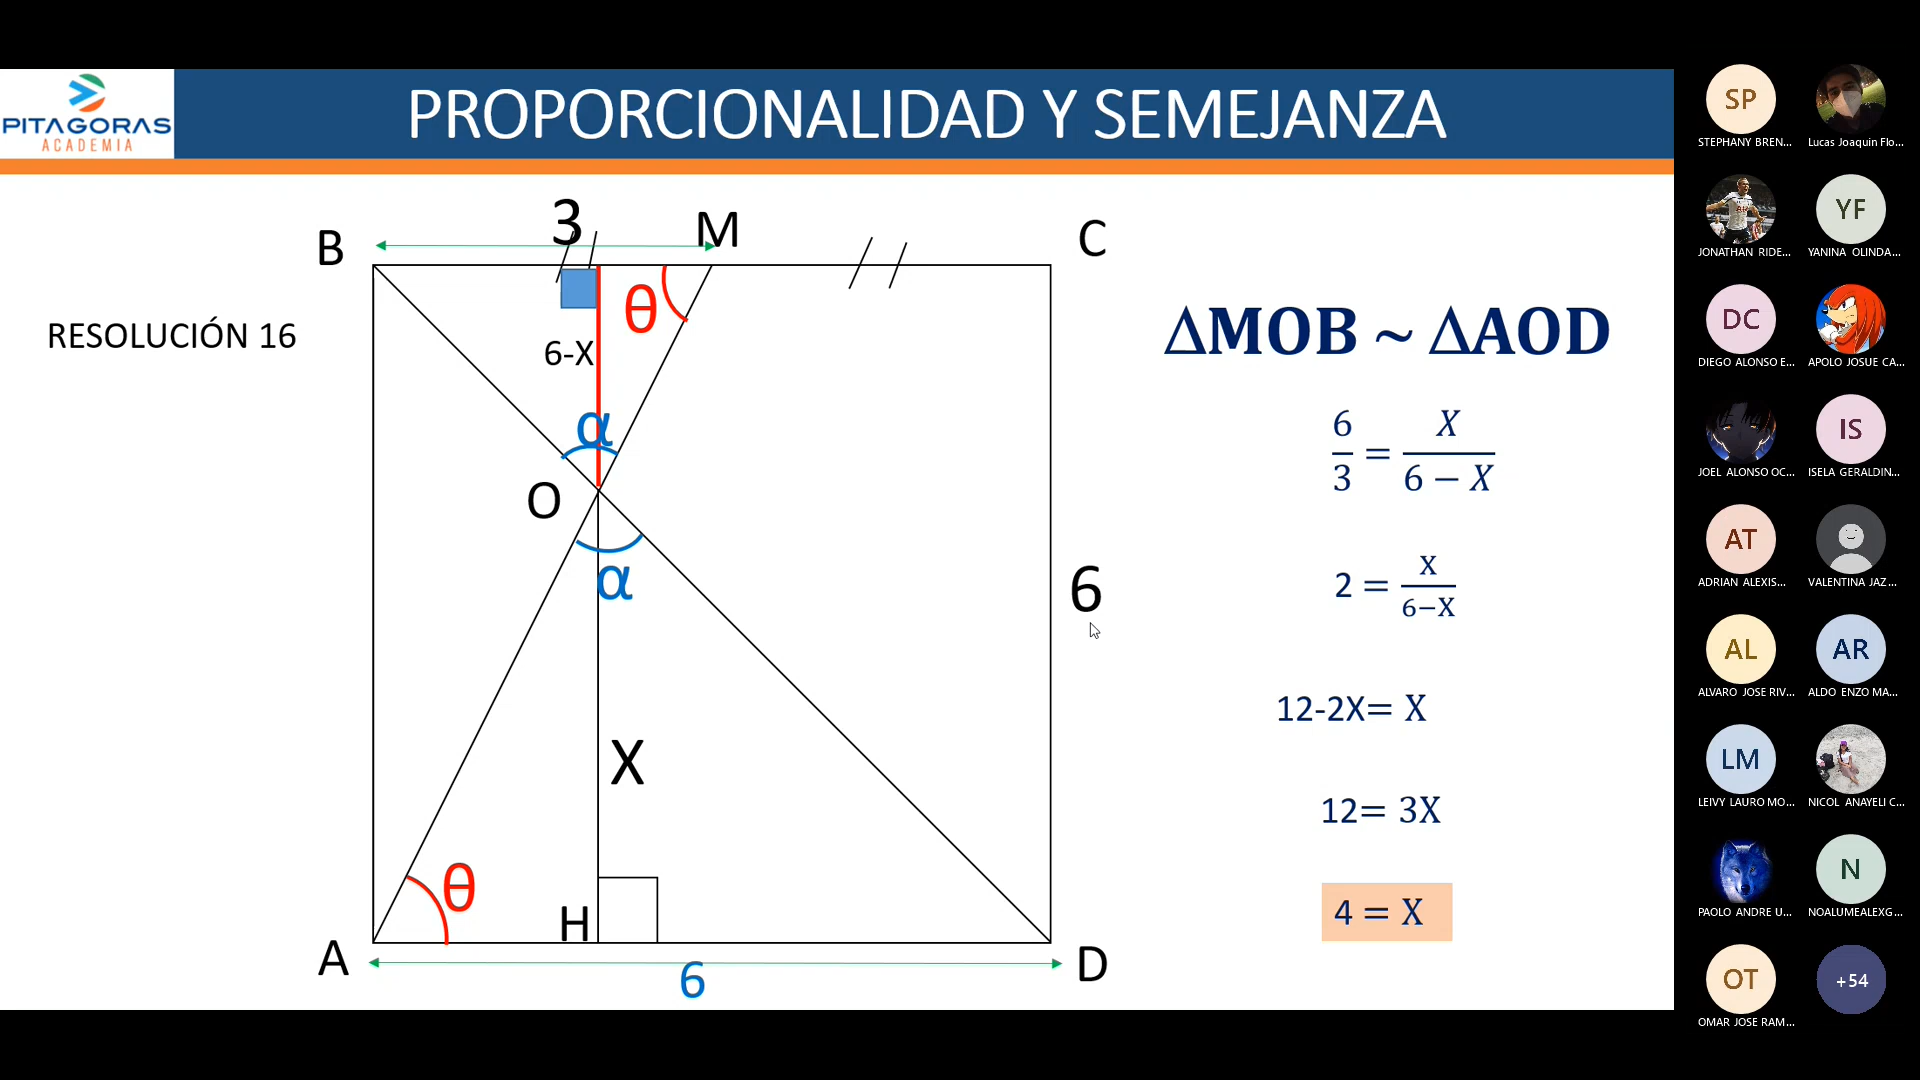 PITAGORAS
ACADEMIA
PROPORCIONALIDAD Y SEMEJANZA
RESOLUCIÓN 16
B
3
M
C
θ
6-X
α
O
α
6
X
θ
H
A
6
D
ΔMOB ~ ΔAOD
6/3 = X/(6 − X)
2 = X/(6−X)
12-2X= X
12= 3X
4 = X
SP
STEPHANY BREN...
Lucas Joaquin Flo...
JONATHAN RIDE...
YF
YANINA OLINDA...
DC
DIEGO ALONSO E...
APOLO JOSUE CA...
JOEL ALONSO OC...
IS
ISELA GERALDIN...
AT
ADRIAN ALEXIS...
VALENTINA JAZ...
AL
ALVARO JOSE RIV...
AR
ALDO ENZO MA...
LM
LEIVY LAURO MO...
NICOL ANAYELI C...
PAOLO ANDRE U...
N
NOALUMEALEXG...
OT
OMAR JOSE RAM...
+54